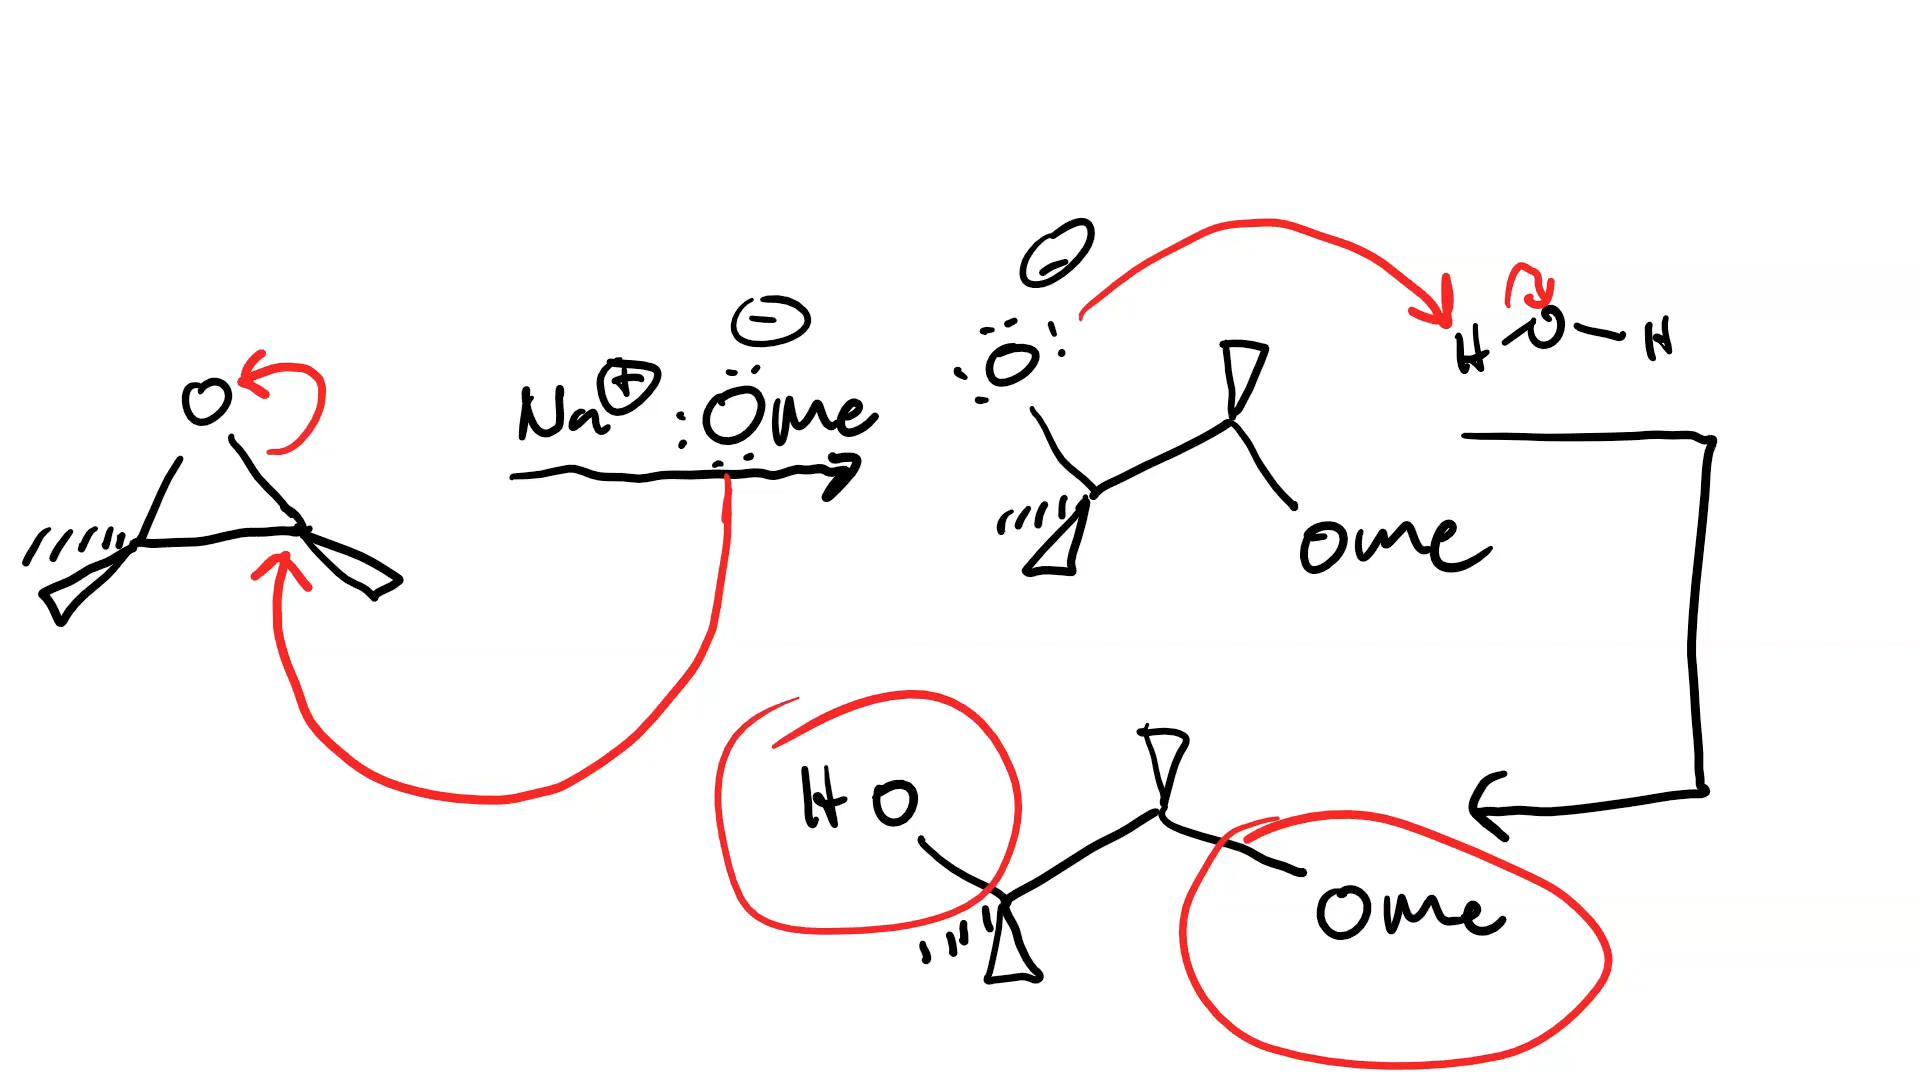 O
Na⊕ :ÖMe ⊖
O ⊖
OMe
H O H
HO
OMe